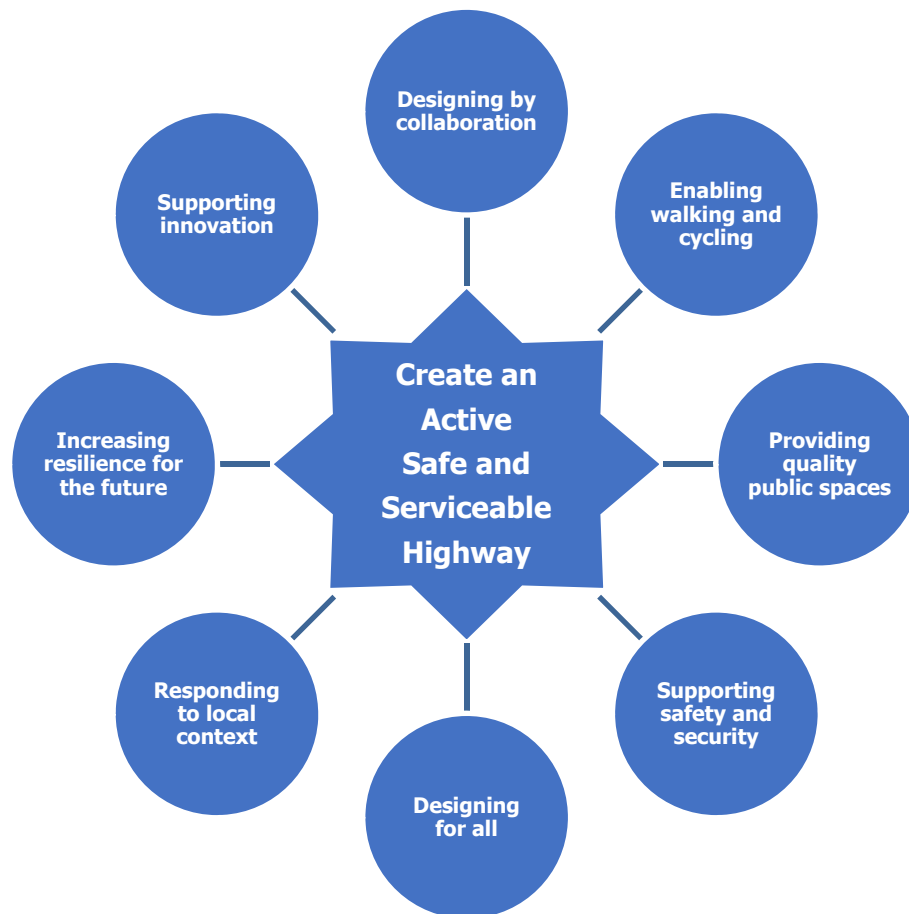 Designing by
collaboration
Enabling
walking and
cycling
Providing
quality
public spaces
Supporting
safety and
security
Designing
for all
Responding
to local
context
Increasing
resilience for
the future
Supporting
innovation
Create an
Active
Safe and
Serviceable
Highway